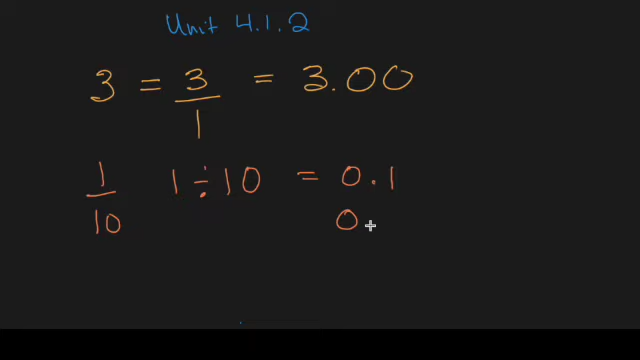 Unit 4.1.2
3 = 3/1 = 3.00
1/10 1 ÷ 10 = 0.1
0